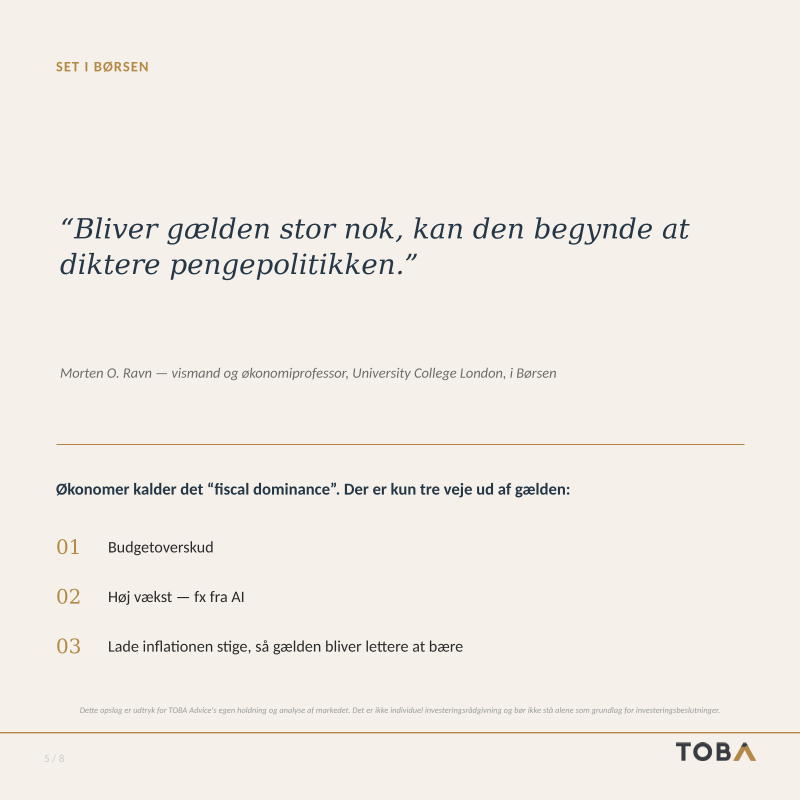 SET I BØRSEN
“Bliver gælden stor nok, kan den begynde at
diktere pengepolitikken.”
Morten O. Ravn — vismand og økonomiprofessor, University College London, i Børsen
Økonomer kalder det “fiscal dominance”. Der er kun tre veje ud af gælden:
01 Budgetoverskud
02 Høj vækst — fx fra AI
03 Lade inflationen stige, så gælden bliver lettere at bære
Dette opslag er udtryk for TOBA Advice's egen holdning og analyse af markedet. Det er ikke individuel investeringsrådgivning og bør ikke stå alene som grundlag for investeringsbeslutninger.
5 / 8
TOBA